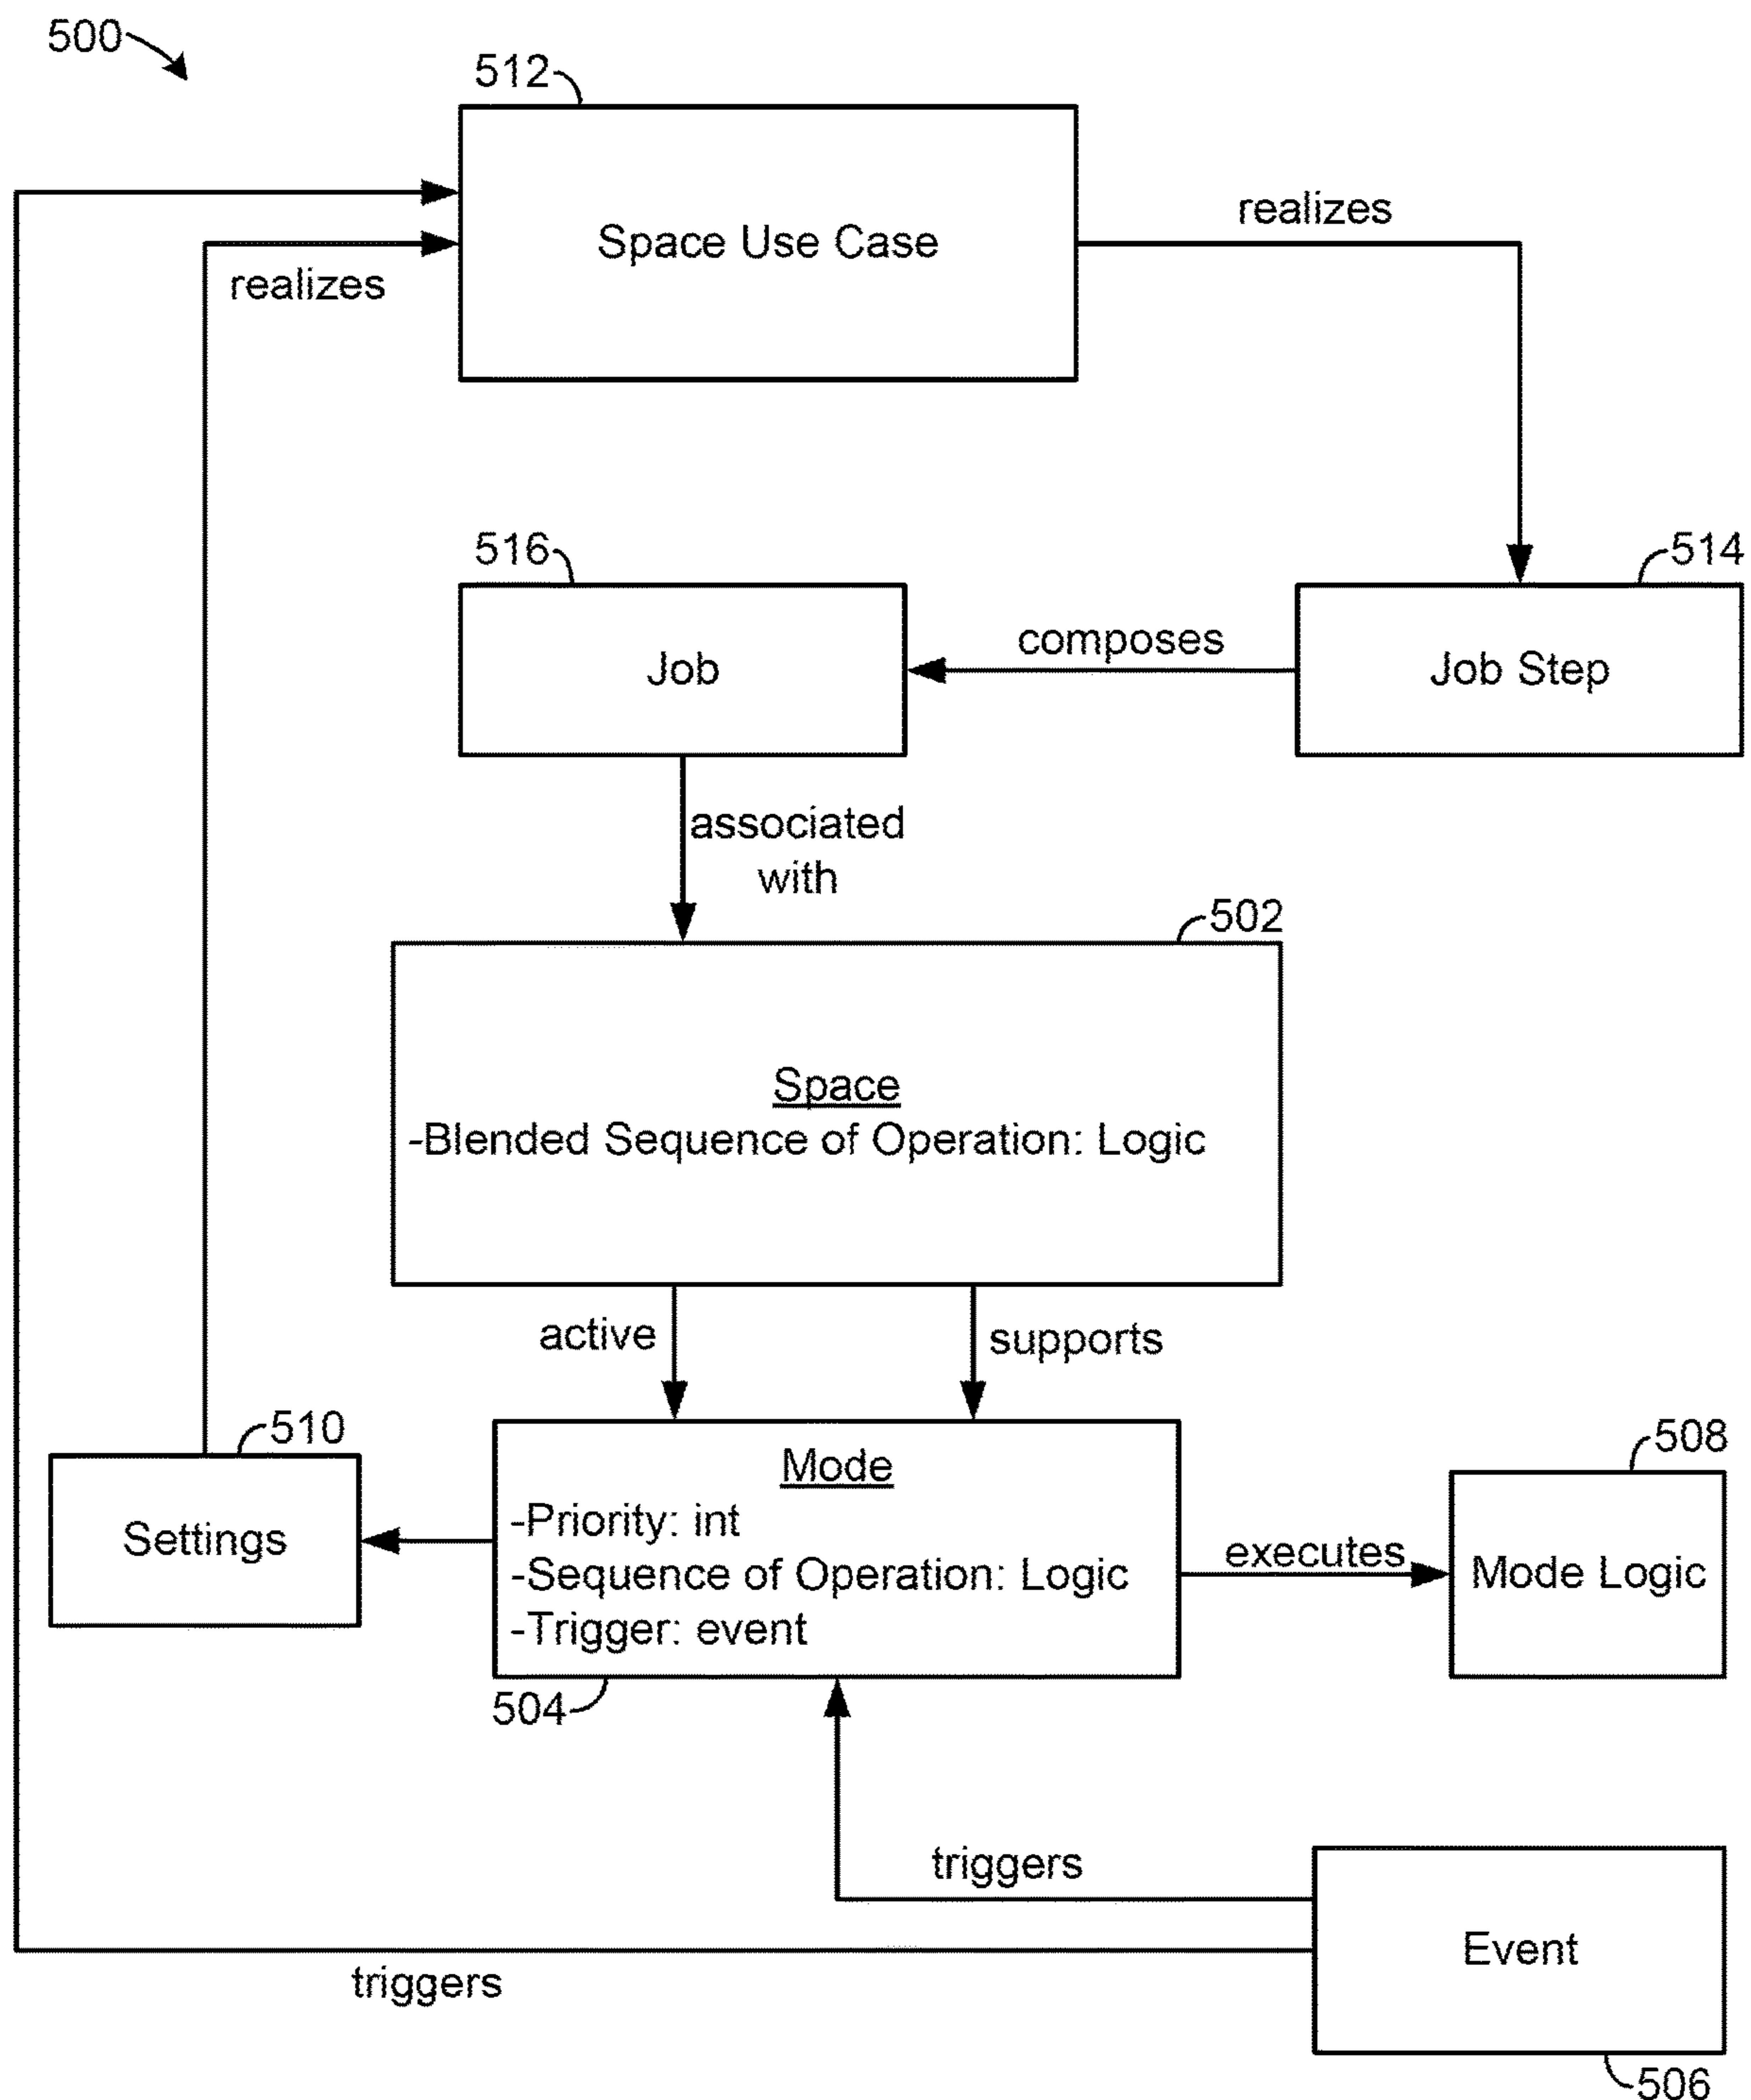 500
512
Space Use Case
realizes
realizes
516
514
Job
composes
Job Step
associated
with
502
Space
-Blended Sequence of Operation: Logic
active
supports
510
508
Settings
Mode
-Priority: int
-Sequence of Operation: Logic
-Trigger: event
executes
Mode Logic
504
triggers
Event
triggers
506